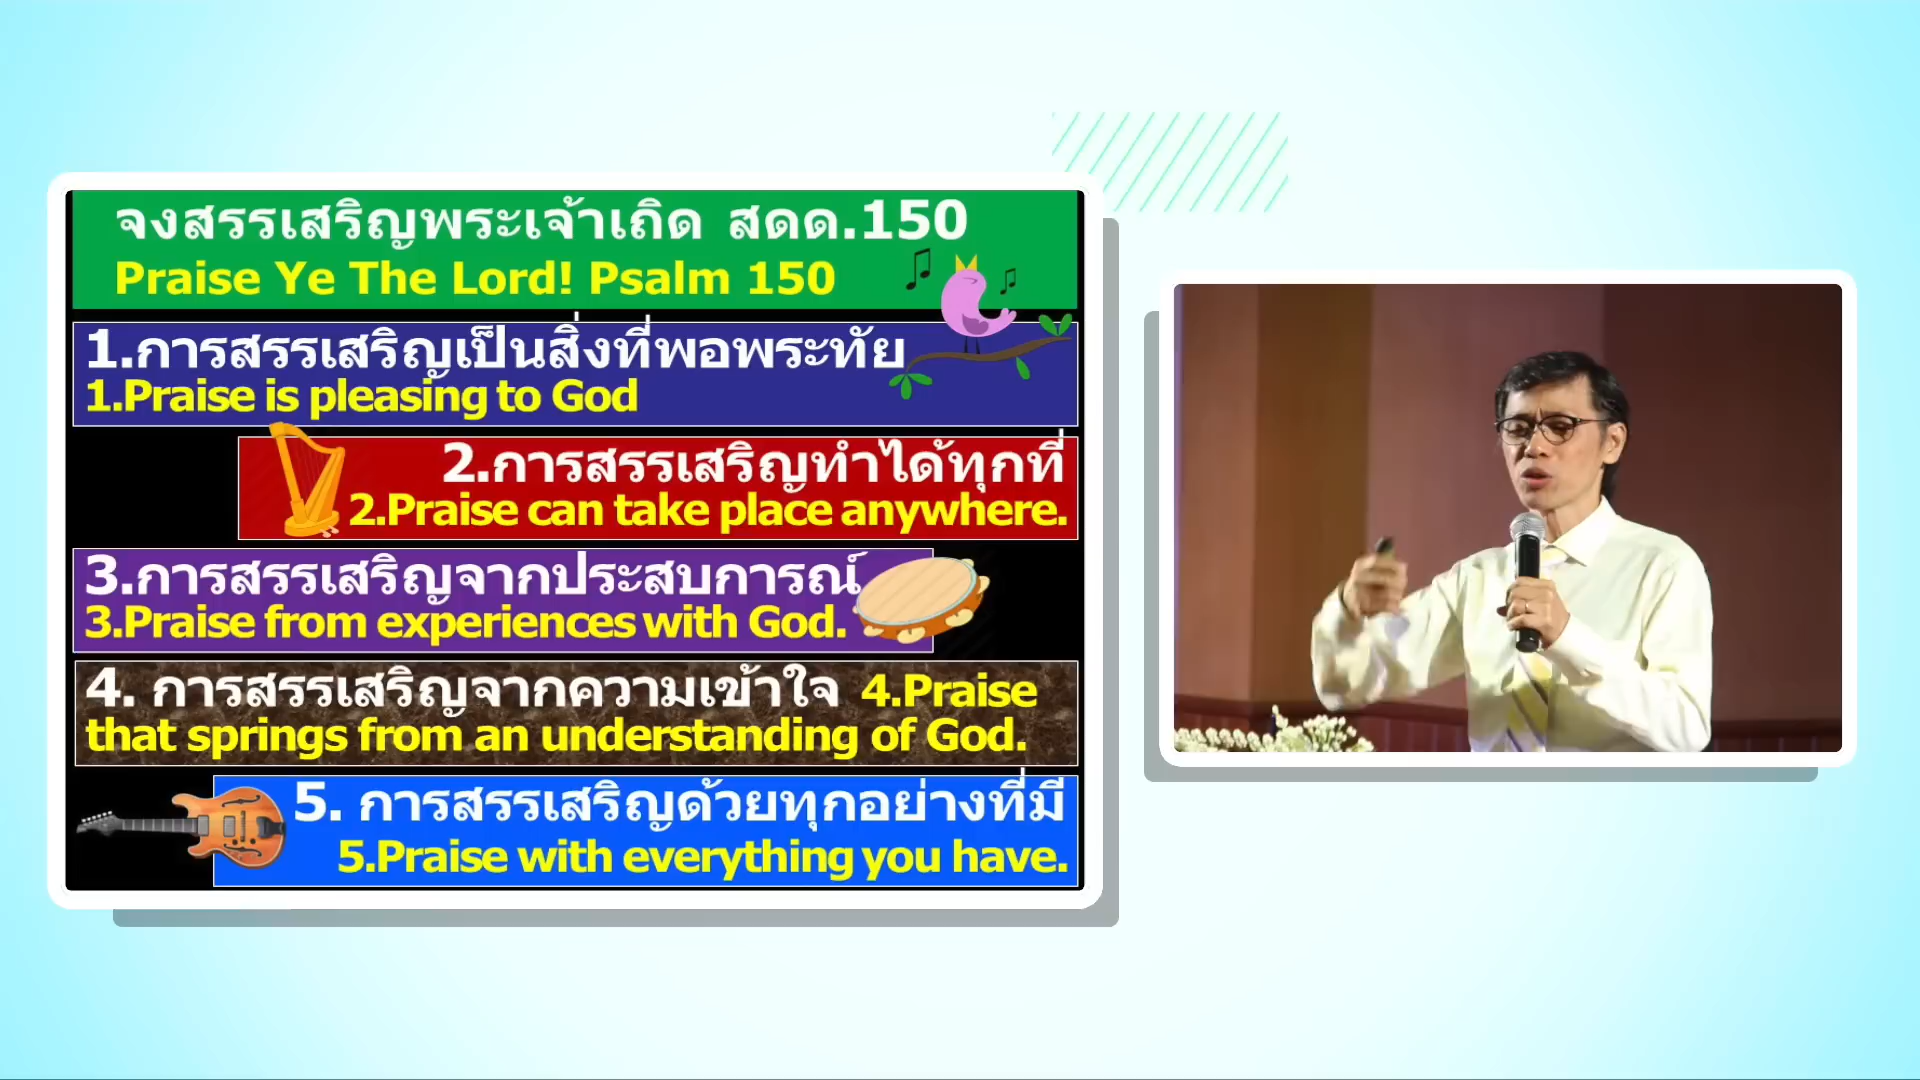 จงสรรเสริญพระเจ้าเถิด สดด.150
Praise Ye The Lord! Psalm 150
1.การสรรเสริญเป็นสิ่งที่พอพระทัย
1.Praise is pleasing to God
2.การสรรเสริญทำได้ทุกที่
2.Praise can take place anywhere.
3.การสรรเสริญจากประสบการณ์
3.Praise from experiences with God.
4. การสรรเสริญจากความเข้าใจ 4.Praise
that springs from an understanding of God.
5. การสรรเสริญด้วยทุกอย่างที่มี
5.Praise with everything you have.